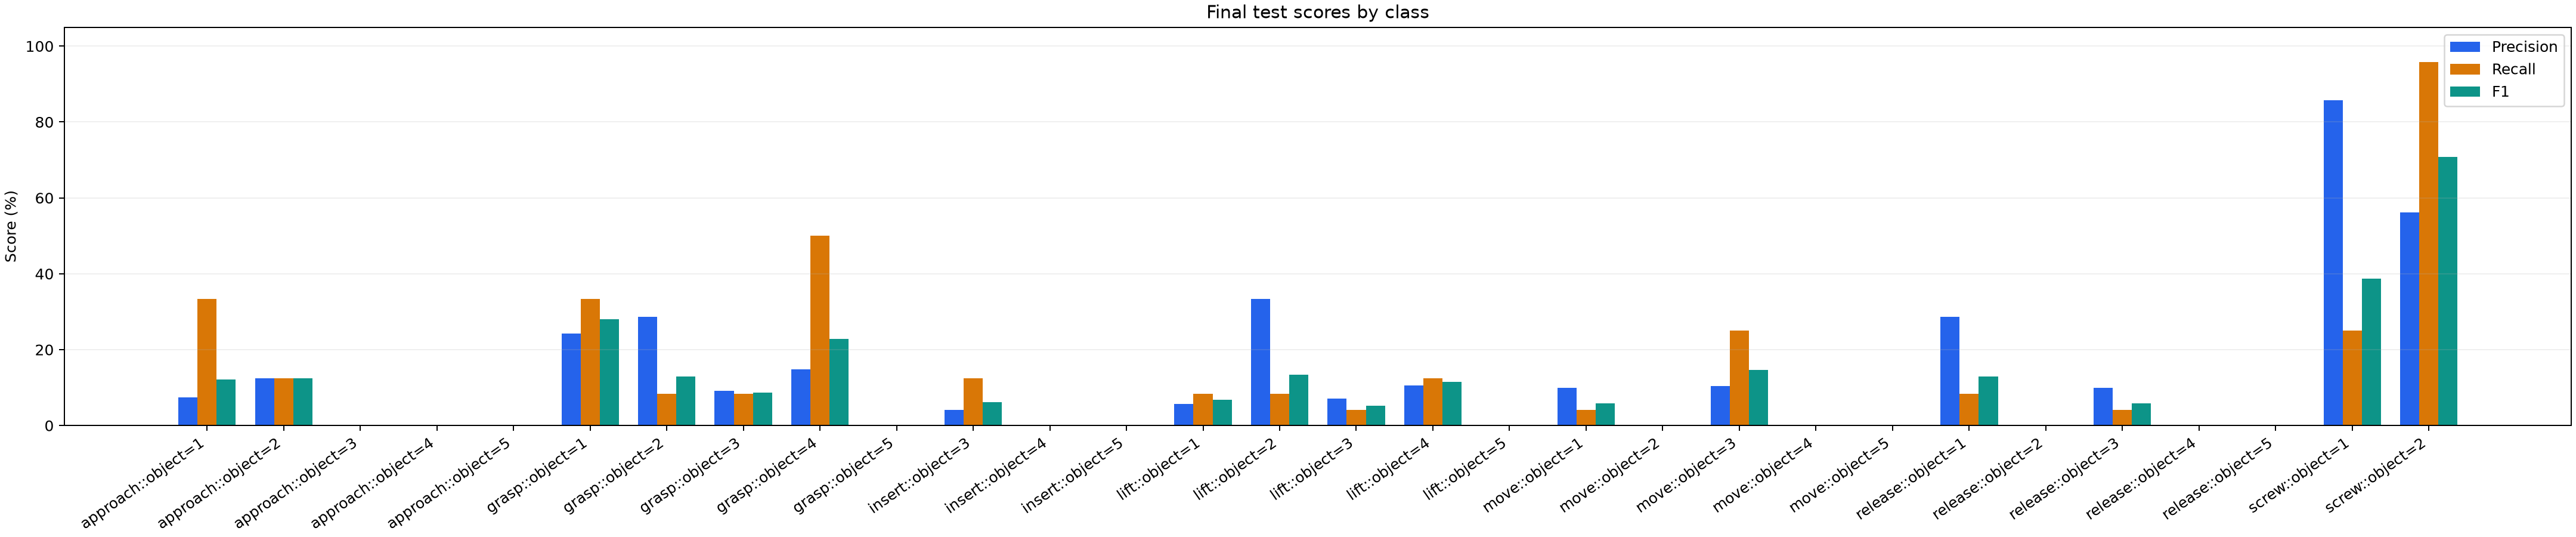 Final test scores by class
Score (%)
100
80
60
40
20
0
Precision
Recall
F1
approach::object=1
approach::object=2
approach::object=3
approach::object=4
approach::object=5
grasp::object=1
grasp::object=2
grasp::object=3
grasp::object=4
grasp::object=5
insert::object=3
insert::object=4
insert::object=5
lift::object=1
lift::object=2
lift::object=3
lift::object=4
lift::object=5
move::object=1
move::object=2
move::object=3
move::object=4
move::object=5
release::object=1
release::object=2
release::object=3
release::object=4
release::object=5
screw::object=1
screw::object=2